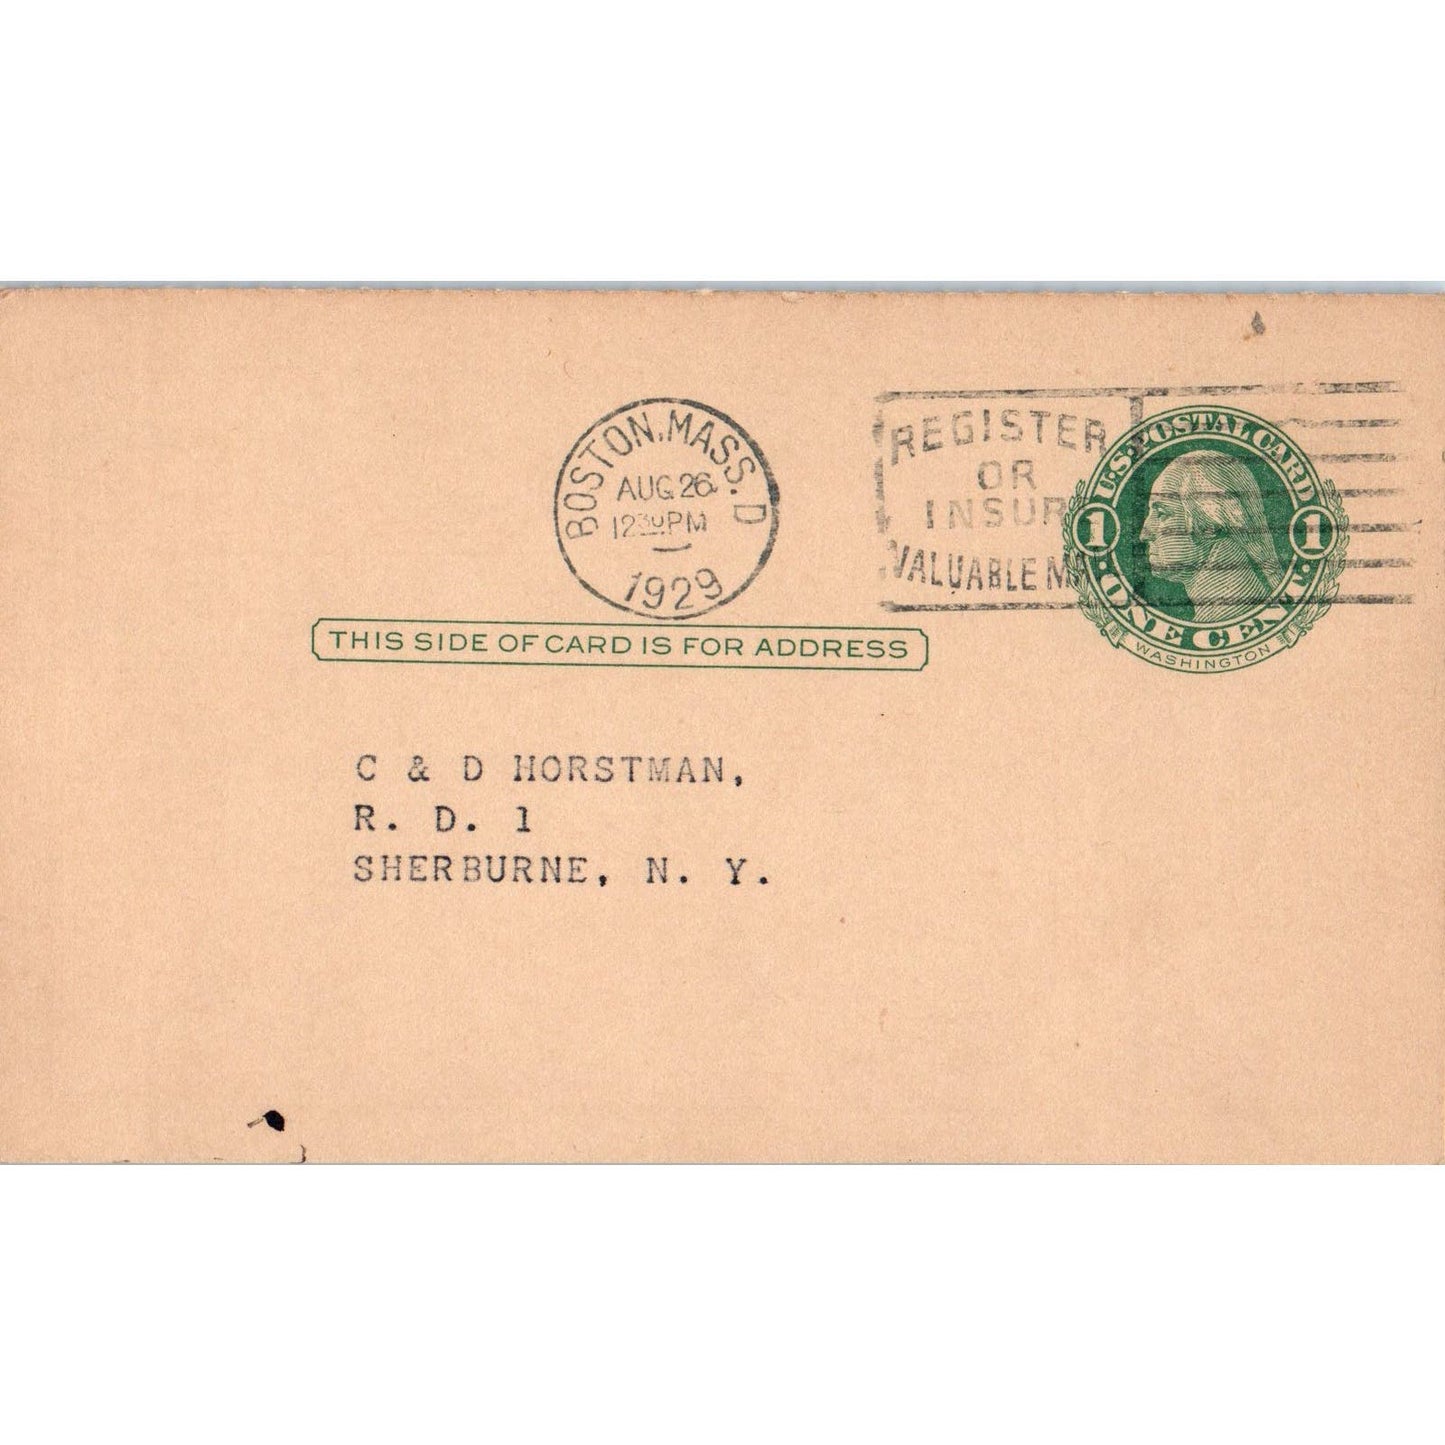 BOSTON, MASS. D
AUG 26
12 30 PM
1929
REGISTER
OR
INSUR
VALUABLE MA
U·S·POSTAL CARD
1 1
·ONE CENT·
WASHINGTON
THIS SIDE OF CARD IS FOR ADDRESS
C & D HORSTMAN,
R. D. 1
SHERBURNE, N. Y.